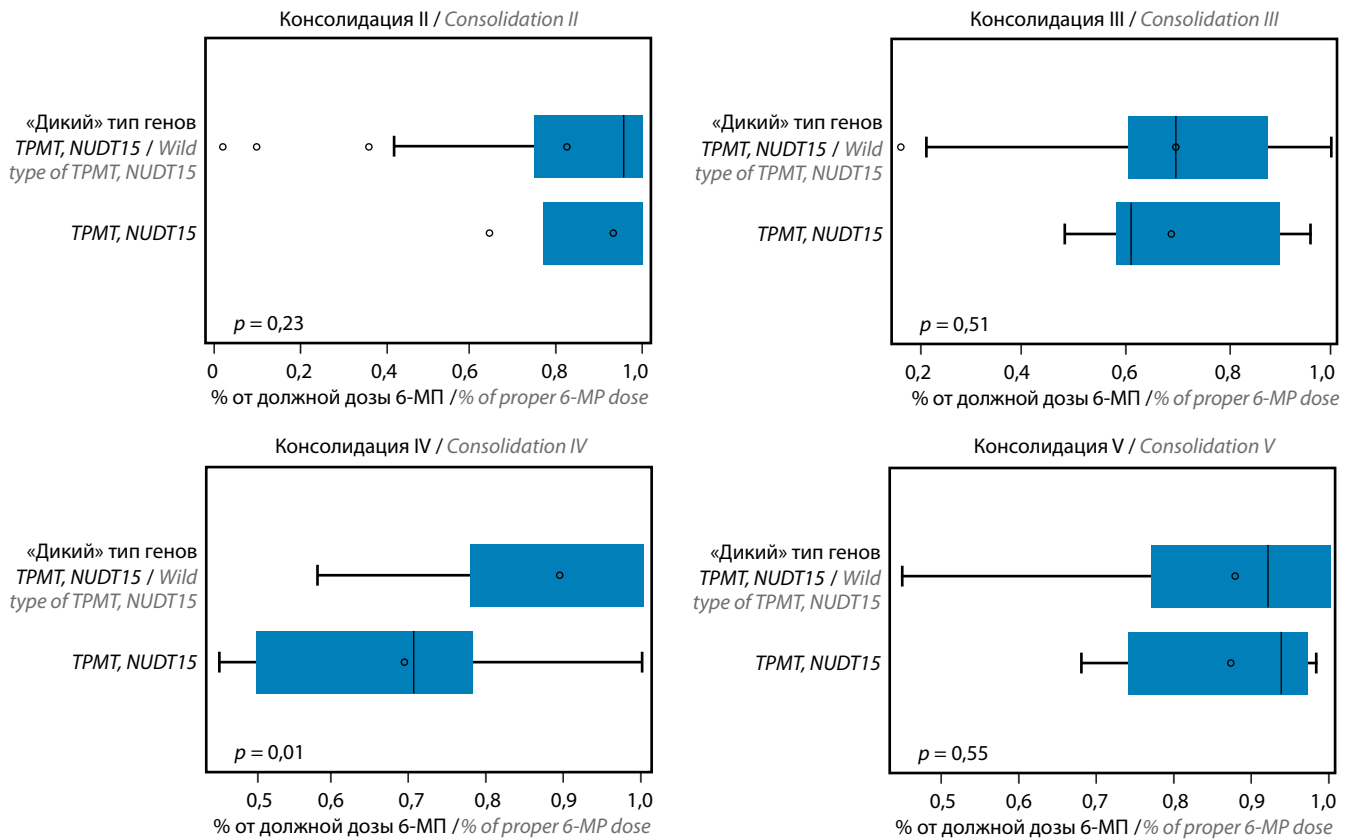 Консолидация II / Consolidation II
«Дикий» тип генов
TPMT, NUDT15 / Wild
type of TPMT, NUDT15
TPMT, NUDT15
p = 0,23
0 0,2 0,4 0,6 0,8 1,0
% от должной дозы 6-МП /% of proper 6-MP dose
Консолидация III / Consolidation III
«Дикий» тип генов
TPMT, NUDT15 / Wild
type of TPMT, NUDT15
TPMT, NUDT15
p = 0,51
0,2 0,4 0,6 0,8 1,0
% от должной дозы 6-МП /% of proper 6-MP dose
Консолидация IV / Consolidation IV
«Дикий» тип генов
TPMT, NUDT15 / Wild
type of TPMT, NUDT15
TPMT, NUDT15
p = 0,01
0,5 0,6 0,7 0,8 0,9 1,0
% от должной дозы 6-МП /% of proper 6-MP dose
Консолидация V / Consolidation V
«Дикий» тип генов
TPMT, NUDT15 / Wild
type of TPMT, NUDT15
TPMT, NUDT15
p = 0,55
0,5 0,6 0,7 0,8 0,9 1,0
% от должной дозы 6-МП /% of proper 6-MP dose